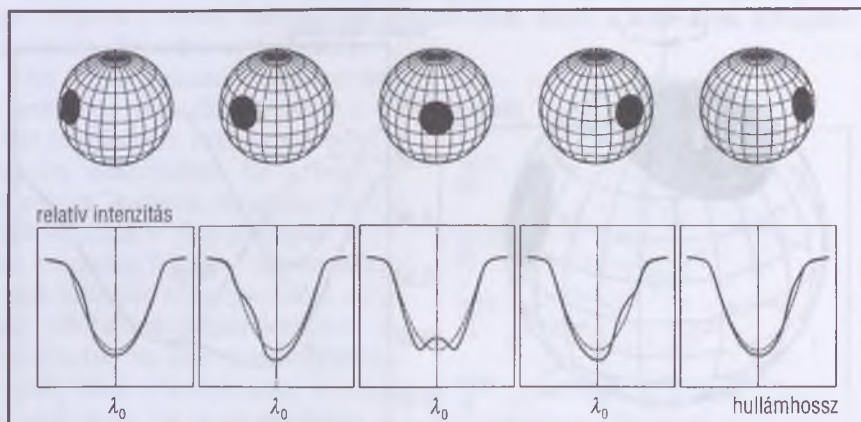 relatív intenzitás
λ₀ λ₀ λ₀ λ₀ hullámhossz